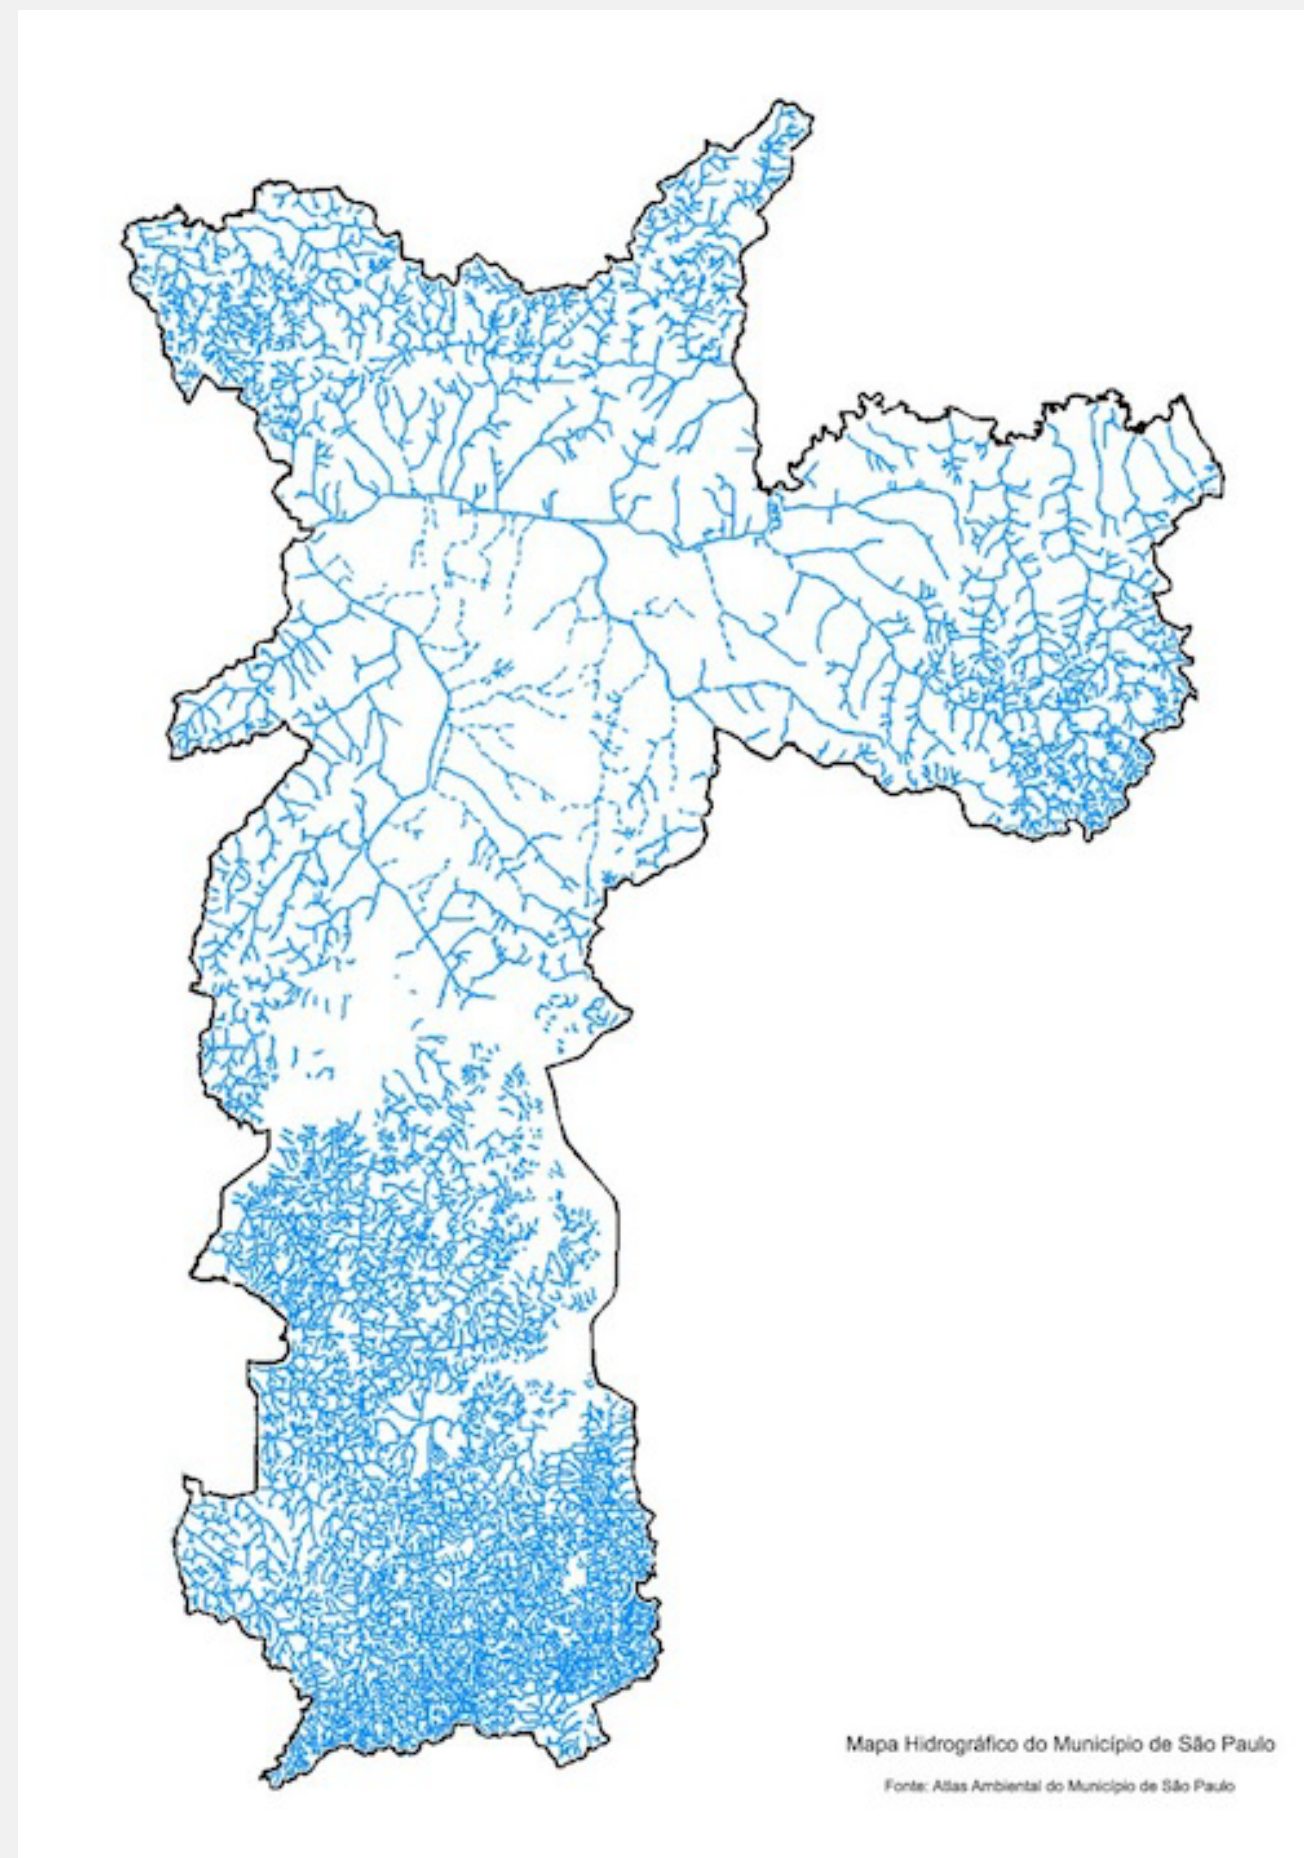 Mapa Hidrográfico do Município de São Paulo
Fonte: Atlas Ambiental do Município de São Paulo